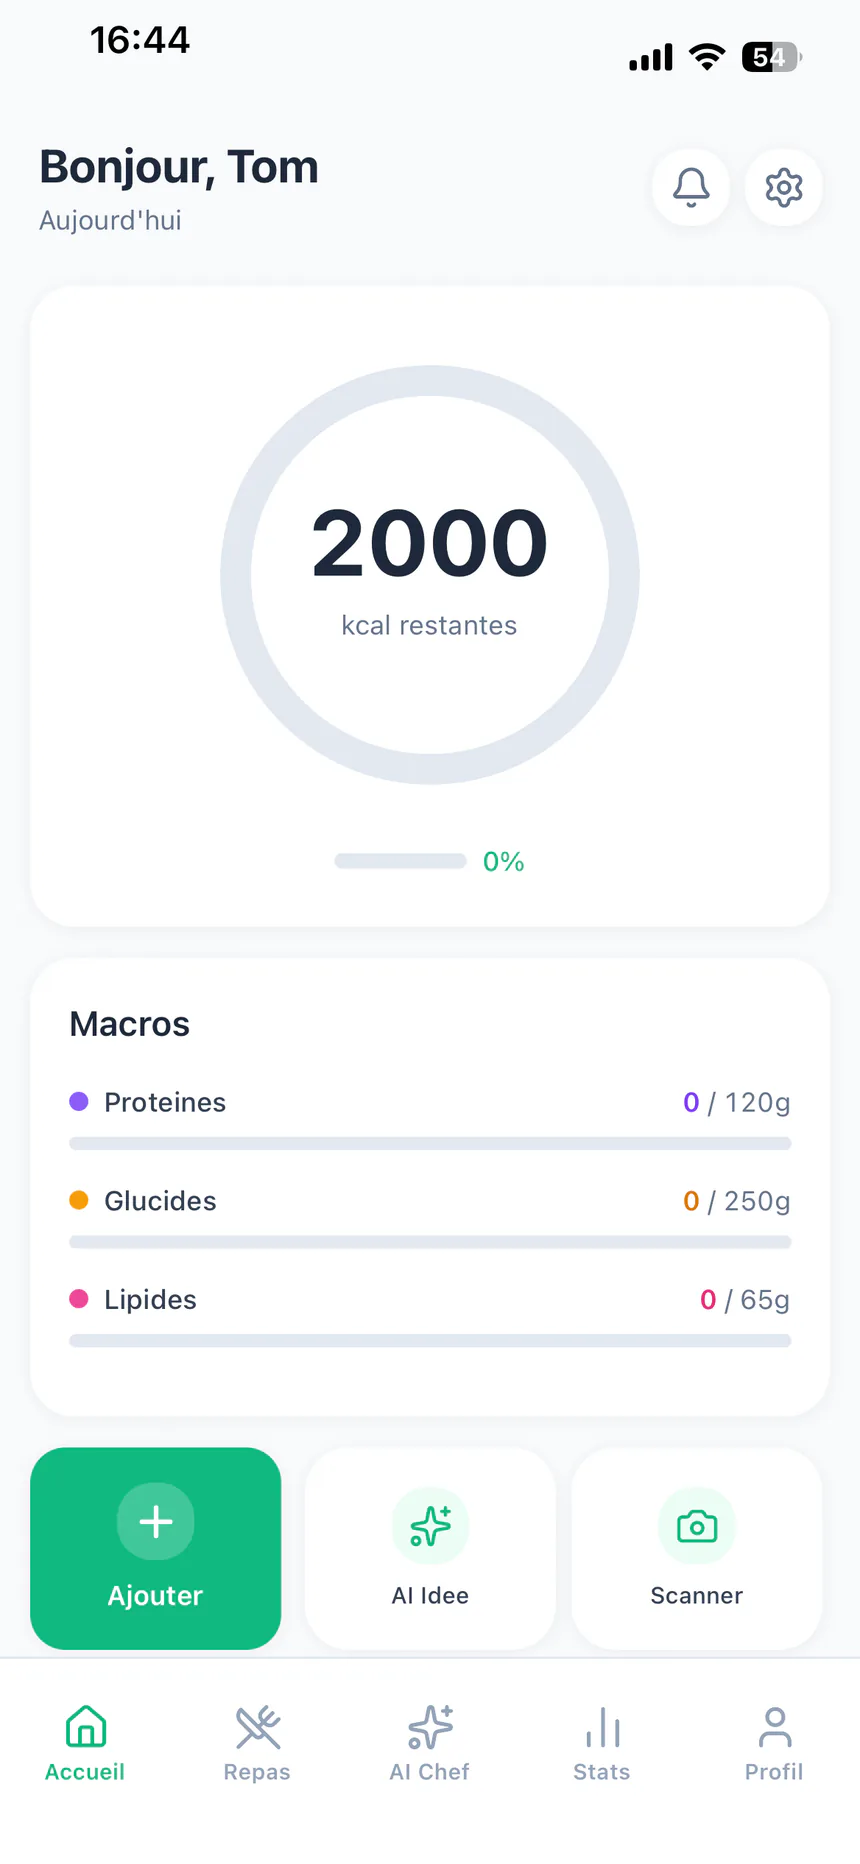 16:44
54
Bonjour, Tom
Aujourd'hui
2000
kcal restantes
0%
Macros
Proteines 0 / 120g
Glucides 0 / 250g
Lipides 0 / 65g
Ajouter AI Idee Scanner
Accueil Repas AI Chef Stats Profil